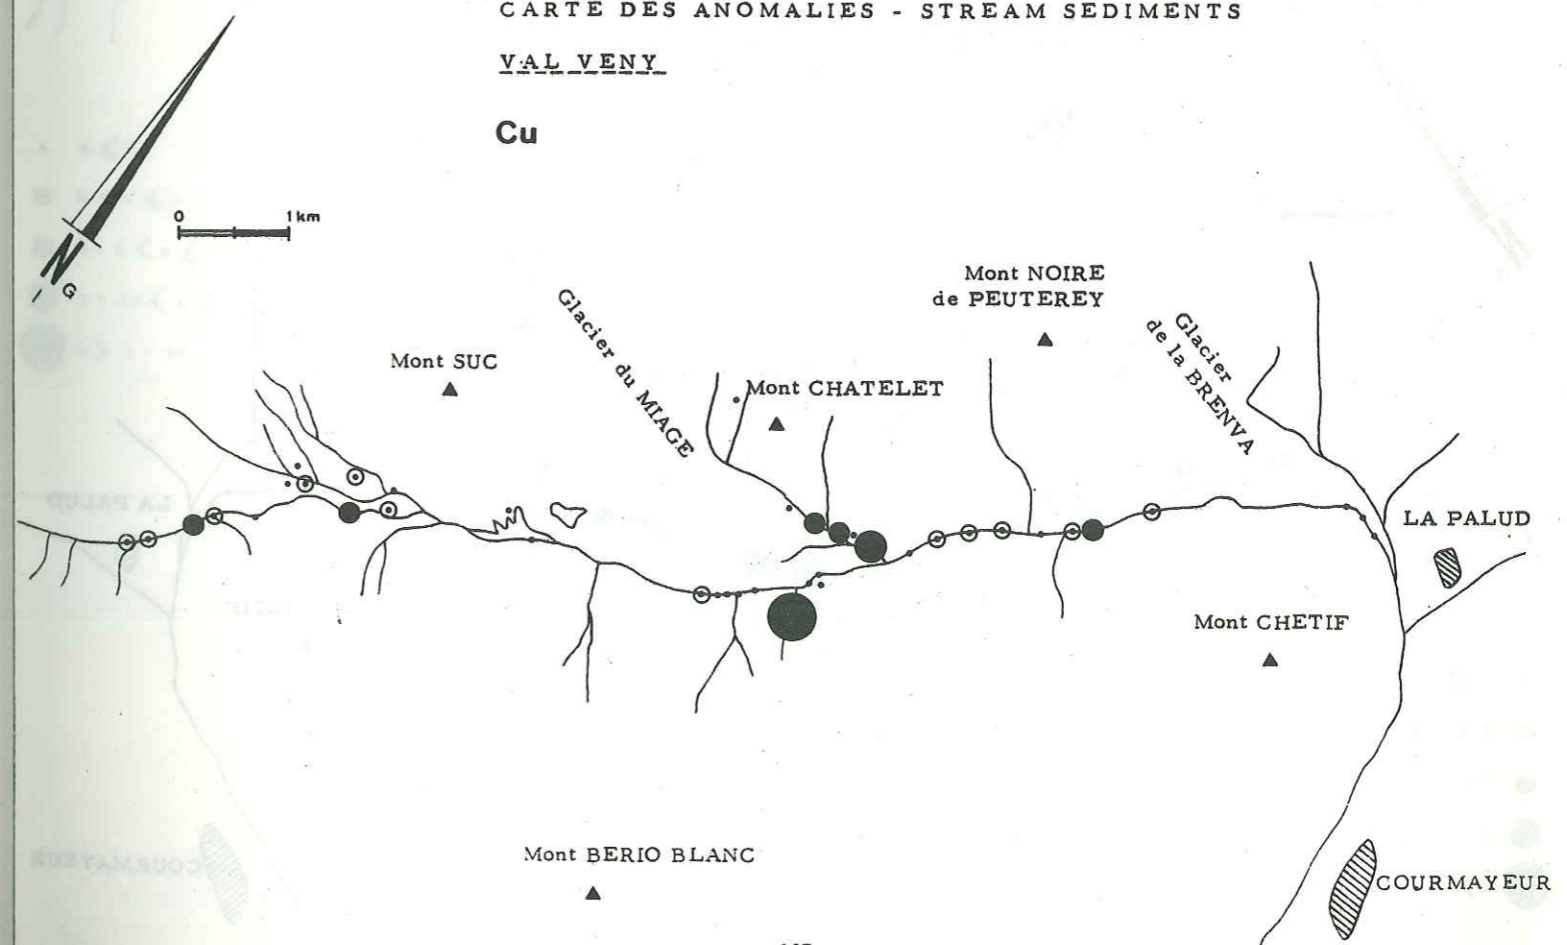 CARTE DES ANOMALIES - STREAM SEDIMENTS
VAL VENY
Cu
0 1 km
N
G
Mont NOIRE
de PEUTEREY
Glacier du MIAGE
Glacier
de la BRENVA
Mont SUC
Mont CHATELET
LA PALUD
Mont CHETIF
Mont BERIO BLANC
COURMAYEUR